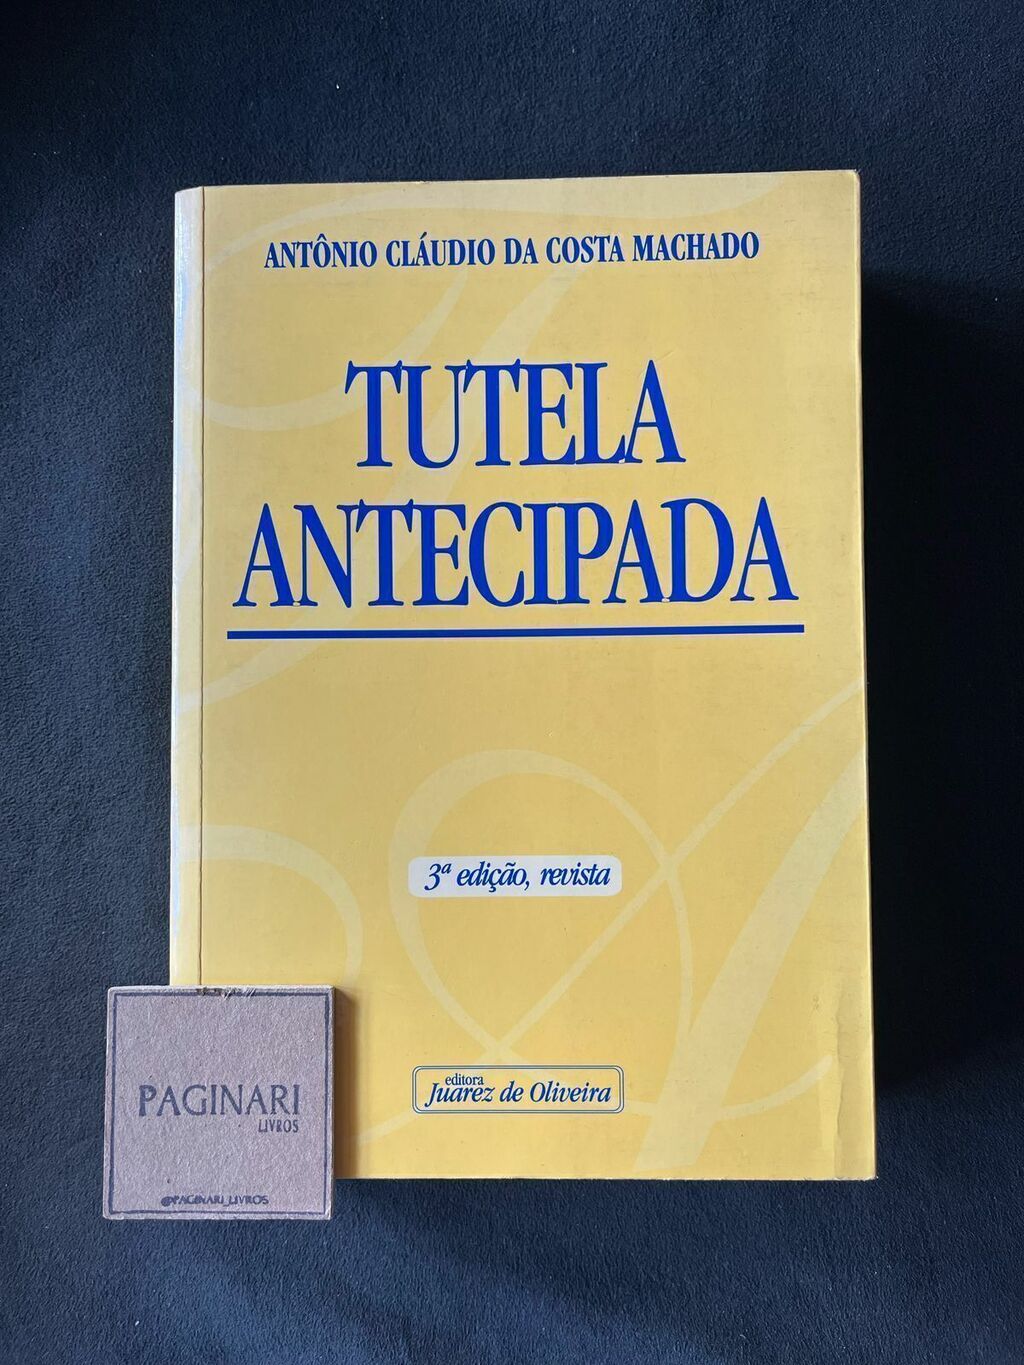 ANTÔNIO CLÁUDIO DA COSTA MACHADO
TUTELA
ANTECIPADA
3ª edição, revista
editora
Juarez de Oliveira
PAGINARI
LIVROS
@PAGINARI_LIVROS